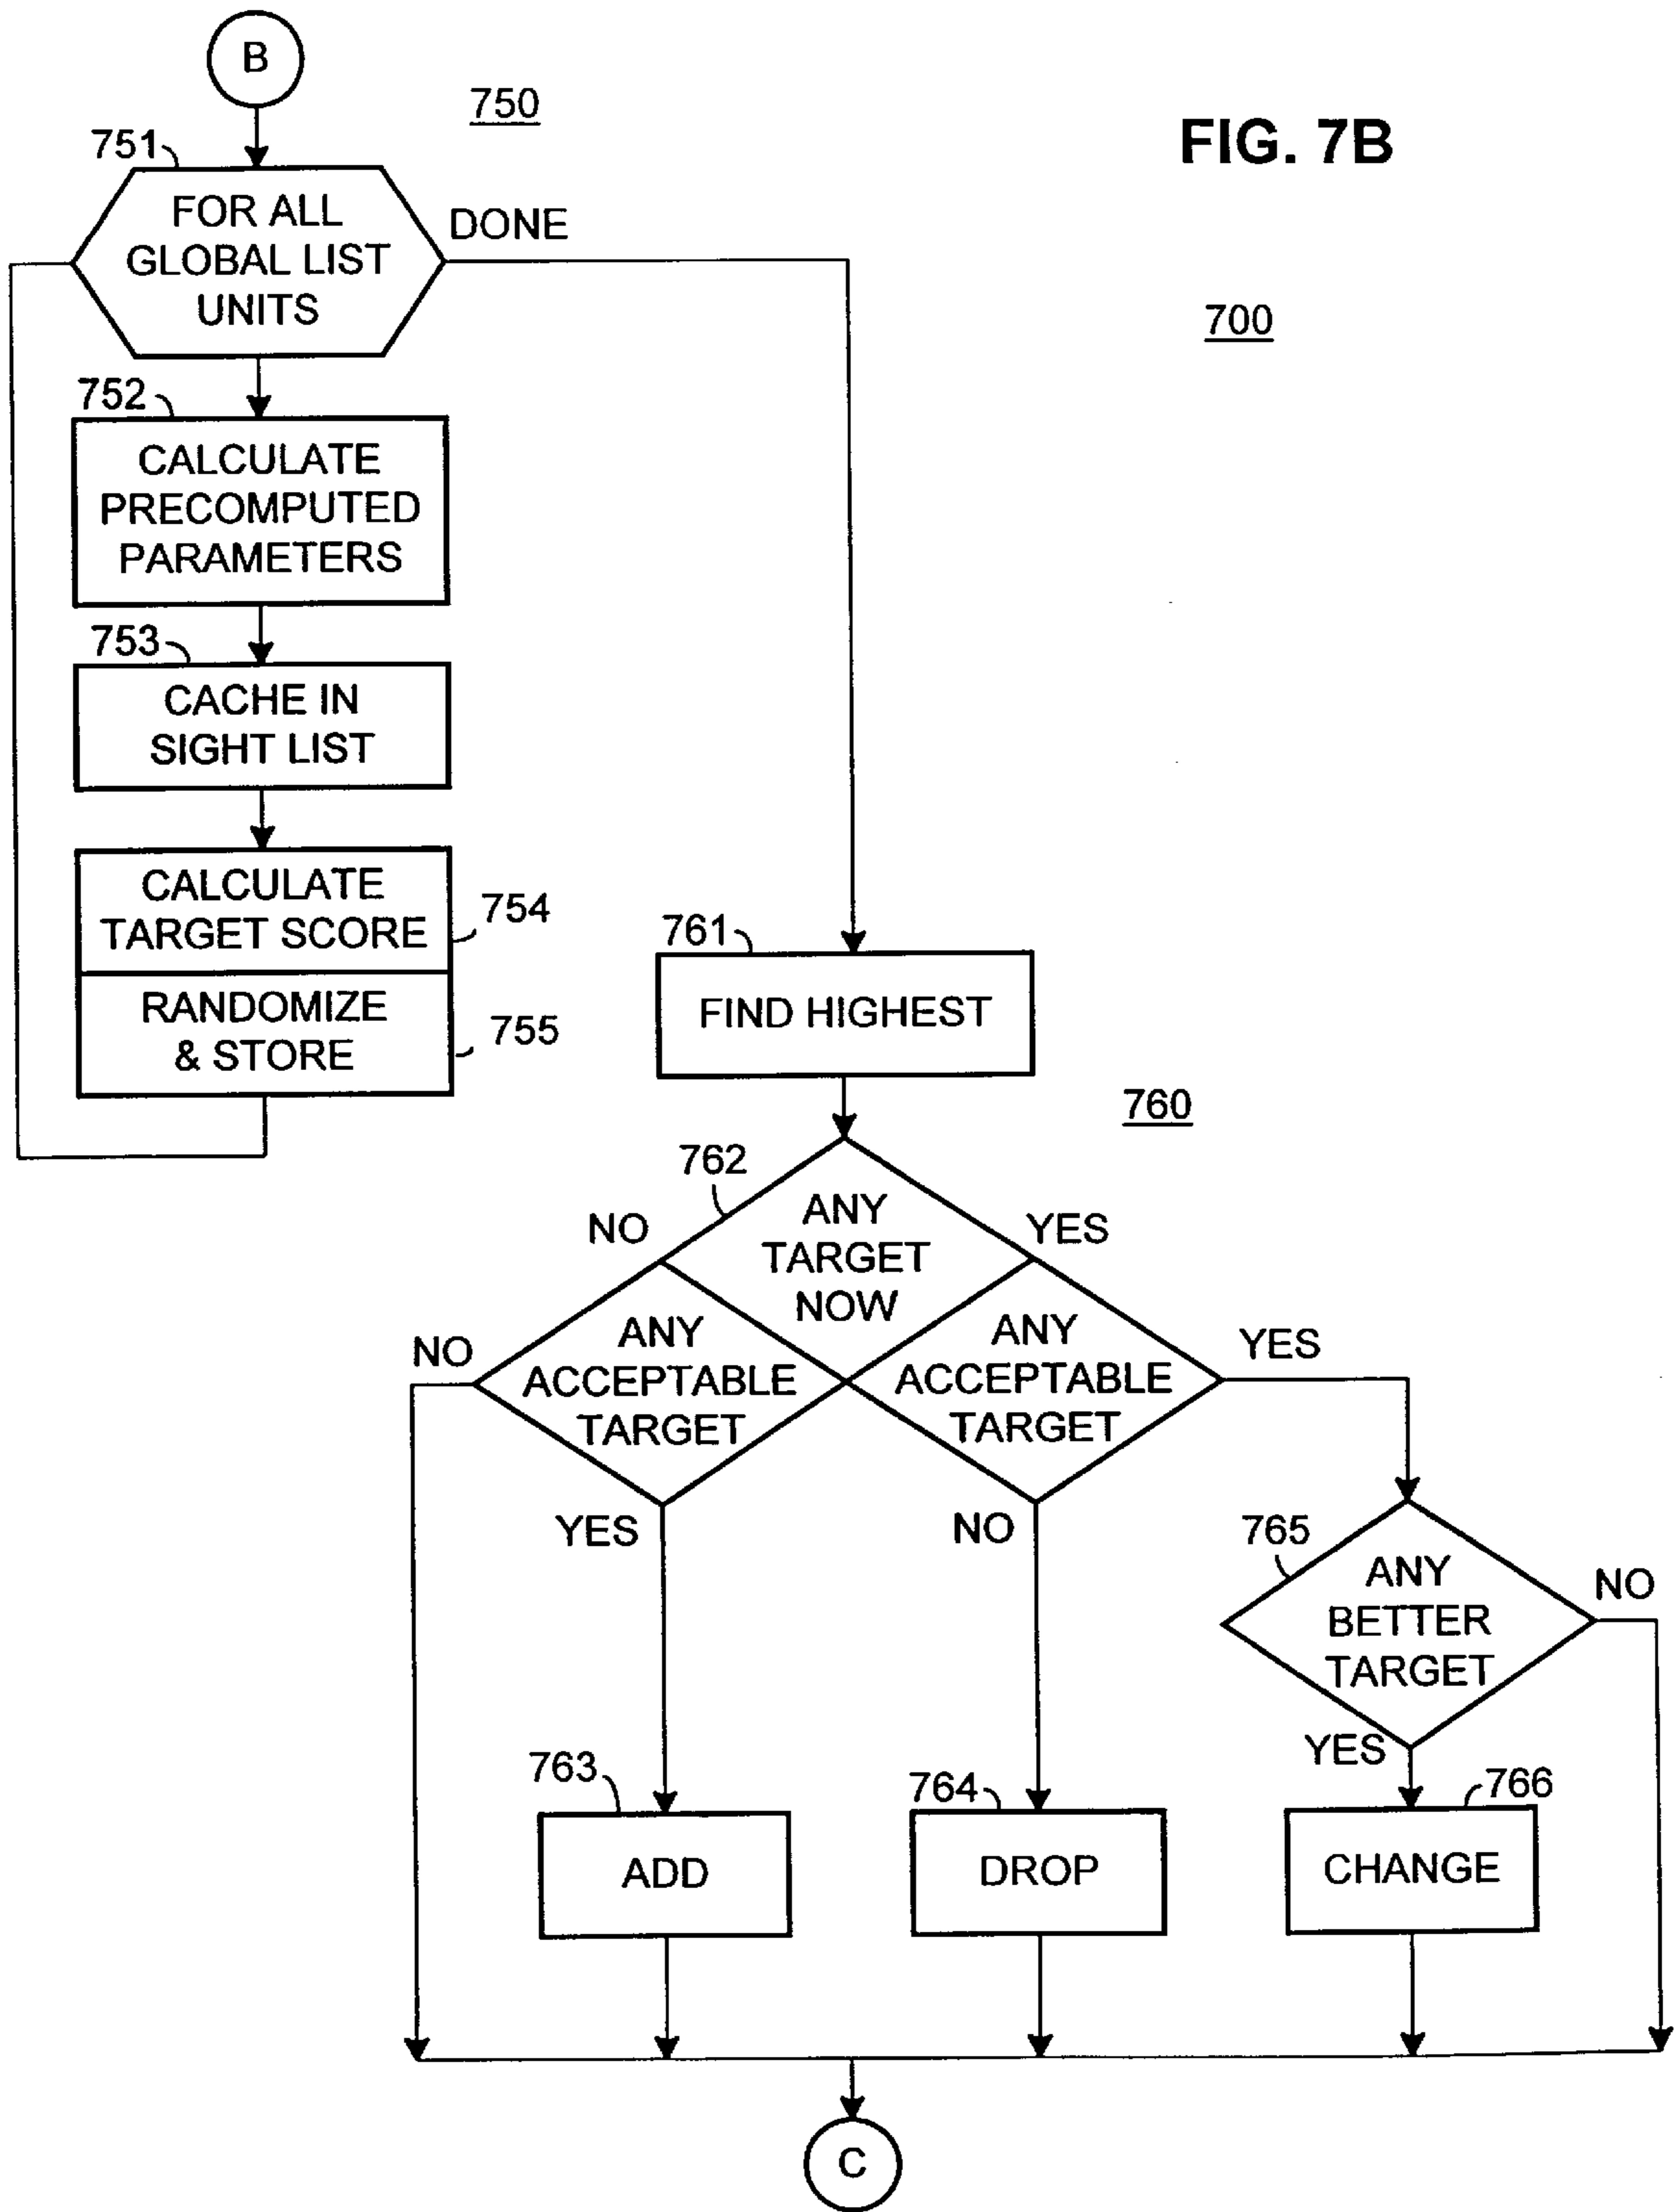 B
750
FIG. 7B
751
FOR ALL
GLOBAL LIST
UNITS
DONE
700
752
CALCULATE
PRECOMPUTED
PARAMETERS
753
CACHE IN
SIGHT LIST
CALCULATE
TARGET SCORE
754
RANDOMIZE
& STORE
755
761
FIND HIGHEST
760
762
NO
ANY
TARGET
NOW
YES
NO
ANY
ACCEPTABLE
TARGET
ANY
ACCEPTABLE
TARGET
YES
YES
NO
765
ANY
BETTER
TARGET
NO
YES
763
ADD
764
DROP
766
CHANGE
C